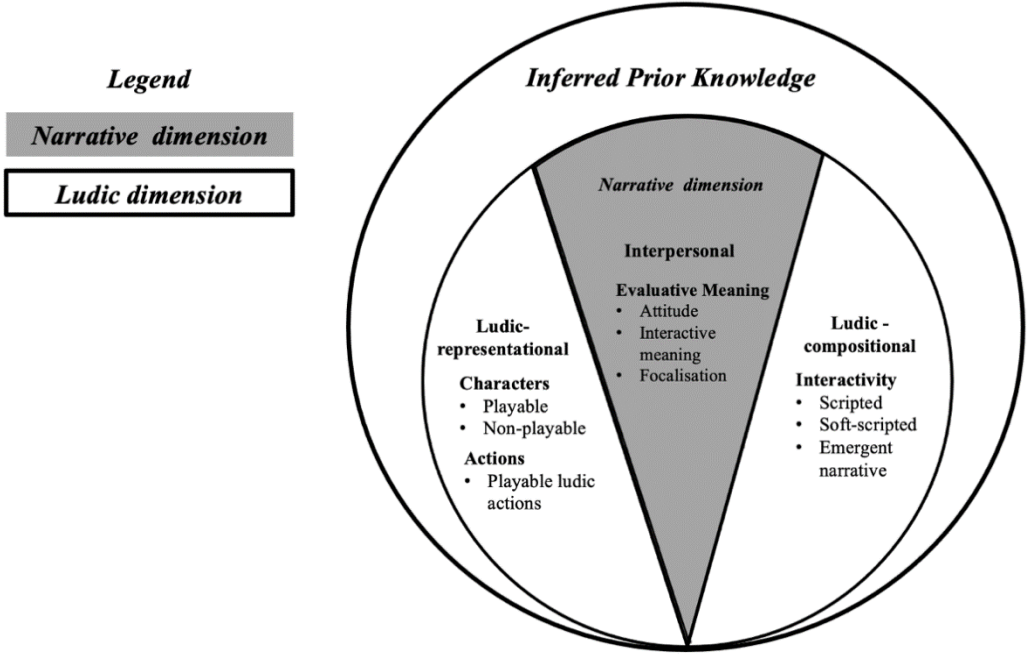 Legend
Narrative dimension
Ludic dimension
Inferred Prior Knowledge
Narrative dimension
Interpersonal
Evaluative Meaning
• Attitude
• Interactive
meaning
• Focalisation
Ludic-
representational
Characters
• Playable
• Non-playable
Actions
• Playable ludic
actions
Ludic -
compositional
Interactivity
• Scripted
• Soft-scripted
• Emergent
narrative